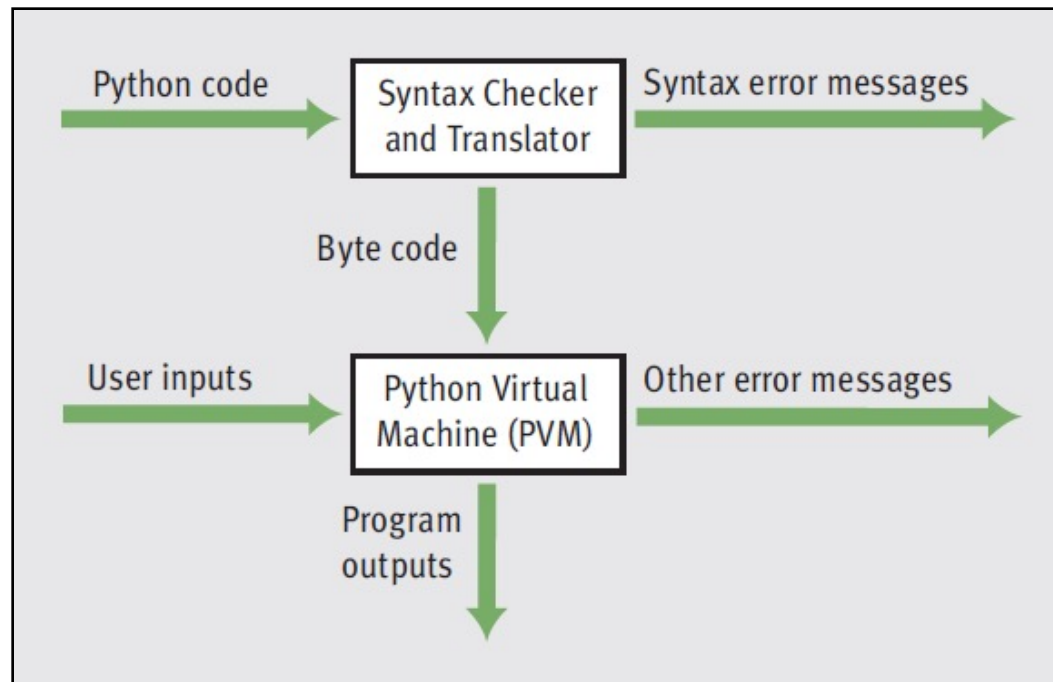 Python code
Syntax Checker
and Translator
Syntax error messages
Byte code
User inputs
Python Virtual
Machine (PVM)
Other error messages
Program
outputs